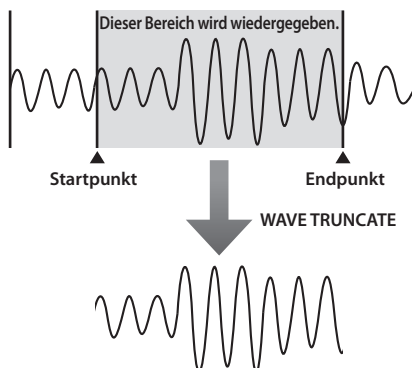 Dieser Bereich wird wiedergegeben.
Startpunkt
Endpunkt
WAVE TRUNCATE